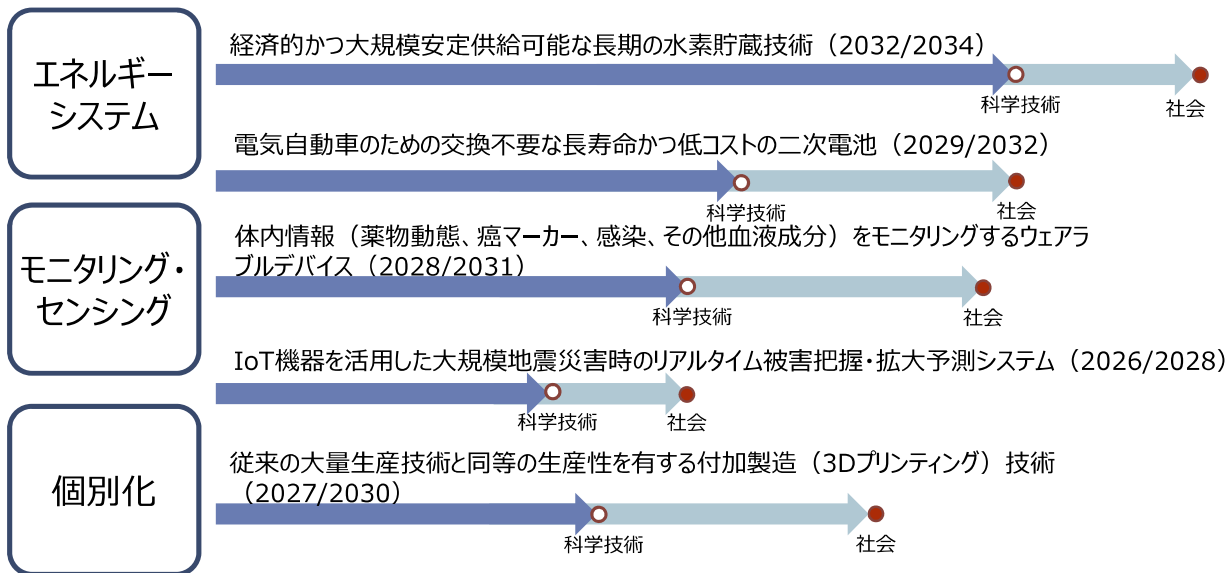 エネルギー
システム
経済的かつ大規模安定供給可能な長期の水素貯蔵技術（2032/2034）
科学技術
社会
電気自動車のための交換不要な長寿命かつ低コストの二次電池（2029/2032）
科学技術
社会
モニタリング・
センシング
体内情報（薬物動態、癌マーカー、感染、その他血液成分）をモニタリングするウェアラ
ブルデバイス（2028/2031）
科学技術
社会
IoT機器を活用した大規模地震災害時のリアルタイム被害把握・拡大予測システム（2026/2028）
科学技術
社会
個別化
従来の大量生産技術と同等の生産性を有する付加製造（3Dプリンティング）技術
（2027/2030）
科学技術
社会